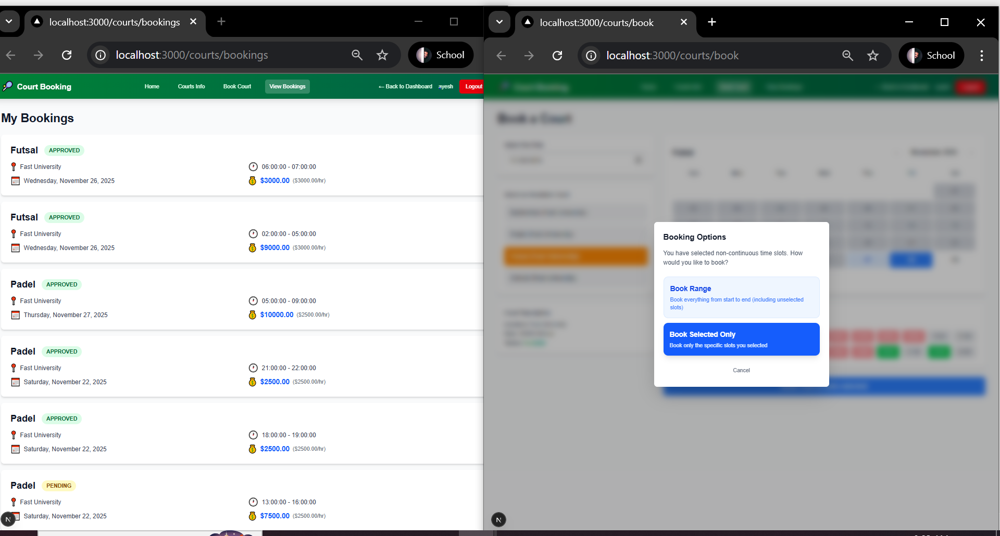 localhost:3000/courts/bookings
localhost:3000/courts/bookings
School
Court Booking
Home
Courts Info
Book Court
View Bookings
← Back to Dashboard
ayesh
Logout
My Bookings
Futsal APPROVED
Fast University
06:00:00 - 07:00:00
Wednesday, November 26, 2025
$3000.00 ($3000.00/hr)
Futsal APPROVED
Fast University
02:00:00 - 05:00:00
Wednesday, November 26, 2025
$9000.00 ($3000.00/hr)
Padel APPROVED
Fast University
05:00:00 - 09:00:00
Thursday, November 27, 2025
$10000.00 ($2500.00/hr)
Padel APPROVED
Fast University
21:00:00 - 22:00:00
Saturday, November 22, 2025
$2500.00 ($2500.00/hr)
Padel APPROVED
Fast University
18:00:00 - 19:00:00
Saturday, November 22, 2025
$2500.00 ($2500.00/hr)
Padel PENDING
Fast University
13:00:00 - 16:00:00
Saturday, November 22, 2025
$7500.00 ($2500.00/hr)
N
localhost:3000/courts/book
localhost:3000/courts/book
School
Book a Court
Booking Options
You have selected non-continuous time slots. How
would you like to book?
Book Range
Book everything from start to end (including unselected
slots)
Book Selected Only
Book only the specific slots you selected
Cancel
N